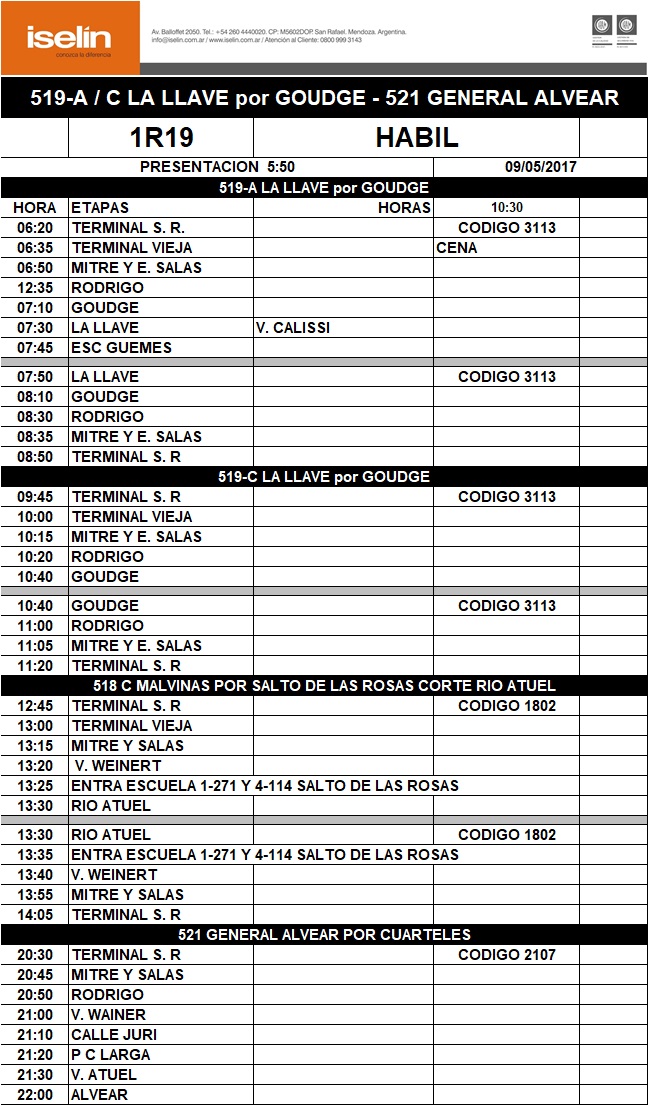 iselín
conozca la diferencia
Av. Balloffet 2050. Tel.: +54 260 4440020. CP: M5602DOP. San Rafael. Mendoza. Argentina.
info@iselin.com.ar / www.iselin.com.ar / Atención al Cliente: 0800 999 3143
519-A / C LA LLAVE por GOUDGE - 521 GENERAL ALVEAR
1R19 HABIL
PRESENTACION 5:50 09/05/2017
519-A LA LLAVE por GOUDGE
HORA ETAPAS HORAS 10:30
06:20 TERMINAL S. R. CODIGO 3113
06:35 TERMINAL VIEJA CENA
06:50 MITRE Y E. SALAS
12:35 RODRIGO
07:10 GOUDGE
07:30 LA LLAVE V. CALISSI
07:45 ESC GUEMES
07:50 LA LLAVE CODIGO 3113
08:10 GOUDGE
08:30 RODRIGO
08:35 MITRE Y E. SALAS
08:50 TERMINAL S. R
519-C LA LLAVE por GOUDGE
09:45 TERMINAL S. R CODIGO 3113
10:00 TERMINAL VIEJA
10:15 MITRE Y E. SALAS
10:20 RODRIGO
10:40 GOUDGE
10:40 GOUDGE CODIGO 3113
11:00 RODRIGO
11:05 MITRE Y E. SALAS
11:20 TERMINAL S. R
518 C MALVINAS POR SALTO DE LAS ROSAS CORTE RIO ATUEL
12:45 TERMINAL S. R CODIGO 1802
13:00 TERMINAL VIEJA
13:15 MITRE Y SALAS
13:20 V. WEINERT
13:25 ENTRA ESCUELA 1-271 Y 4-114 SALTO DE LAS ROSAS
13:30 RIO ATUEL
13:30 RIO ATUEL CODIGO 1802
13:35 ENTRA ESCUELA 1-271 Y 4-114 SALTO DE LAS ROSAS
13:40 V. WEINERT
13:55 MITRE Y SALAS
14:05 TERMINAL S. R
521 GENERAL ALVEAR POR CUARTELES
20:30 TERMINAL S. R CODIGO 2107
20:45 MITRE Y SALAS
20:50 RODRIGO
21:00 V. WAINER
21:10 CALLE JURI
21:20 P C LARGA
21:30 V. ATUEL
22:00 ALVEAR